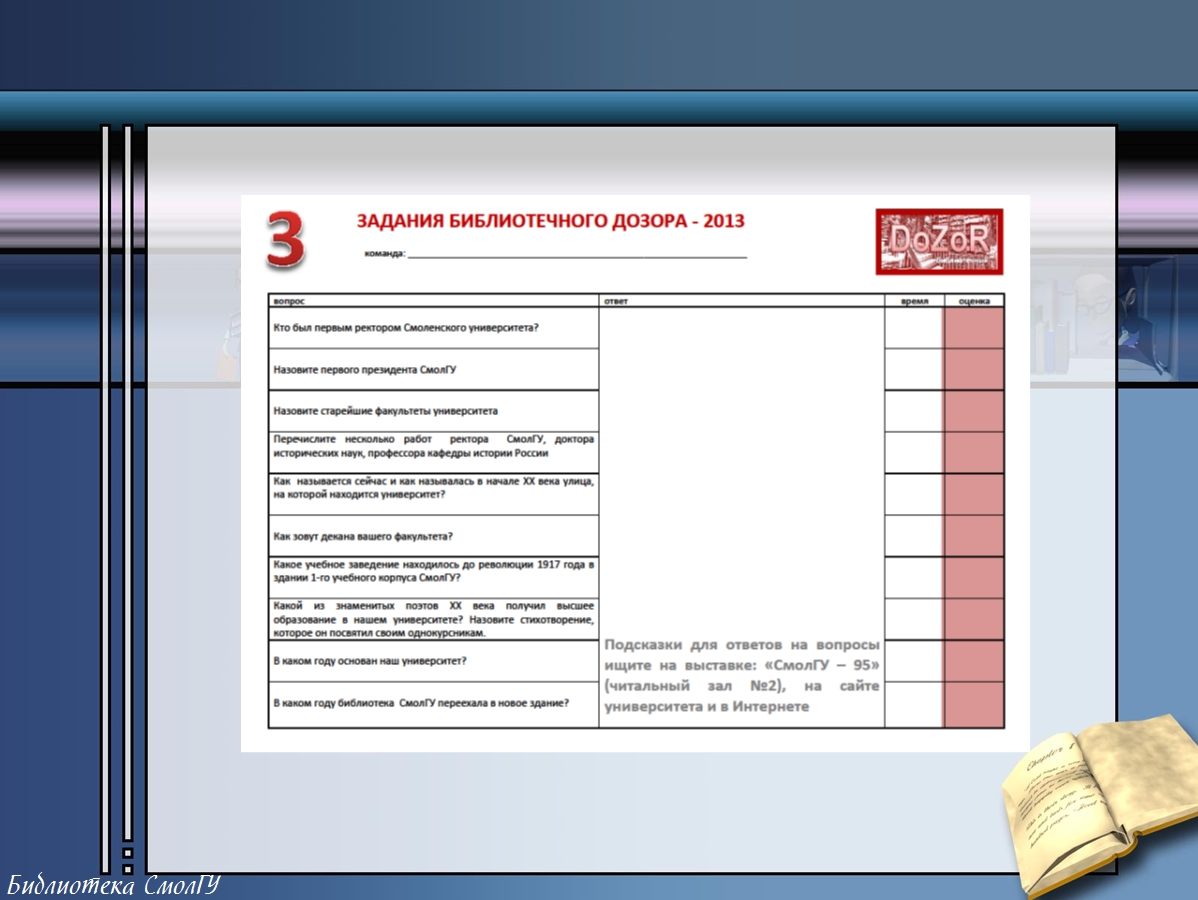 3
ЗАДАНИЯ БИБЛИОТЕЧНОГО ДОЗОРА - 2013
DoZoR
команда:
вопрос ответ время оценка
Кто был первым ректором Смоленского университета?
Назовите первого президента СмолГУ
Назовите старейшие факультеты университета
Перечислите несколько работ ректора СмолГУ, доктора
исторических наук, профессора кафедры истории России
Как называется сейчас и как называлась в начале XX века улица,
на которой находится университет?
Как зовут декана вашего факультета?
Какое учебное заведение находилось до революции 1917 года в
здании 1-го учебного корпуса СмолГУ?
Какой из знаменитых поэтов XX века получил высшее
образование в нашем университете? Назовите стихотворение,
которое он посвятил своим однокурсникам.
В каком году основан наш университет?
В каком году библиотека СмолГУ переехала в новое здание?
Подсказки для ответов на вопросы
ищите на выставке: «СмолГУ – 95»
(читальный зал №2), на сайте
университета и в Интернете
Chapter 1
Библиотека СмолГУ